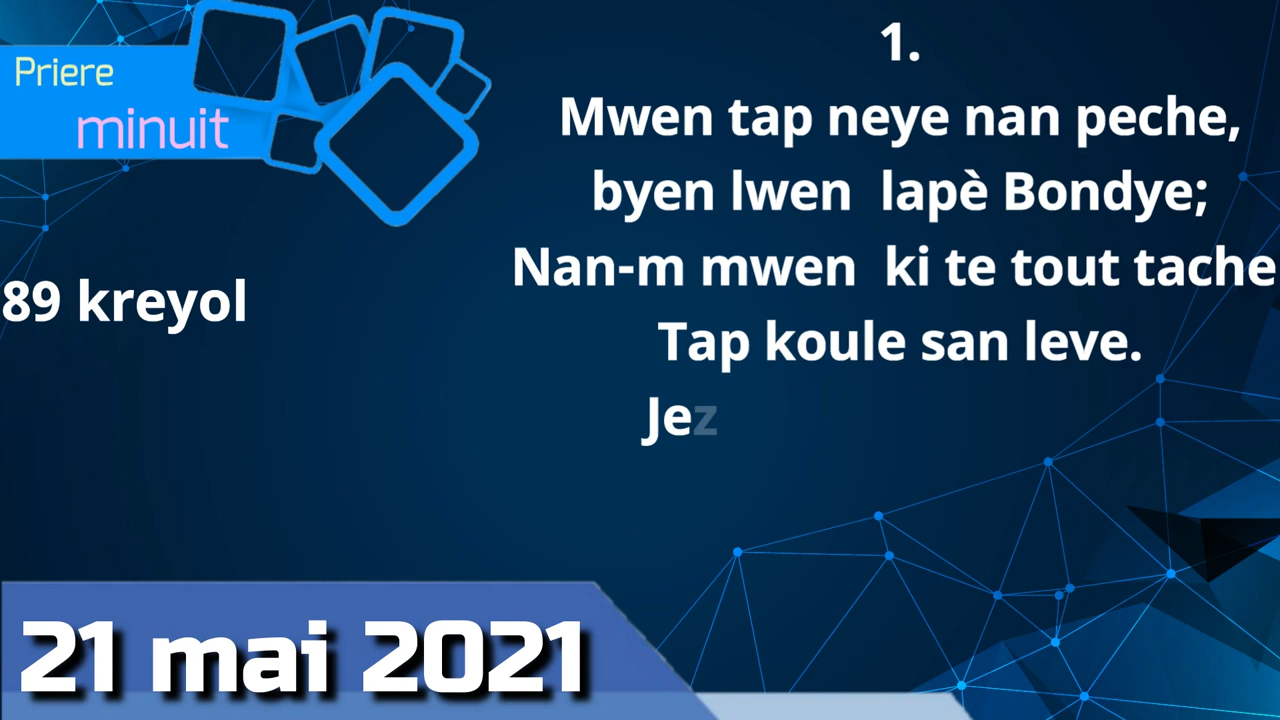 Priere
minuit
89 kreyol
1.
Mwen tap neye nan peche,
byen lwen lapè Bondye;
Nan-m mwen ki te tout tache
Tap koule san leve.
Jez
21 mai 2021